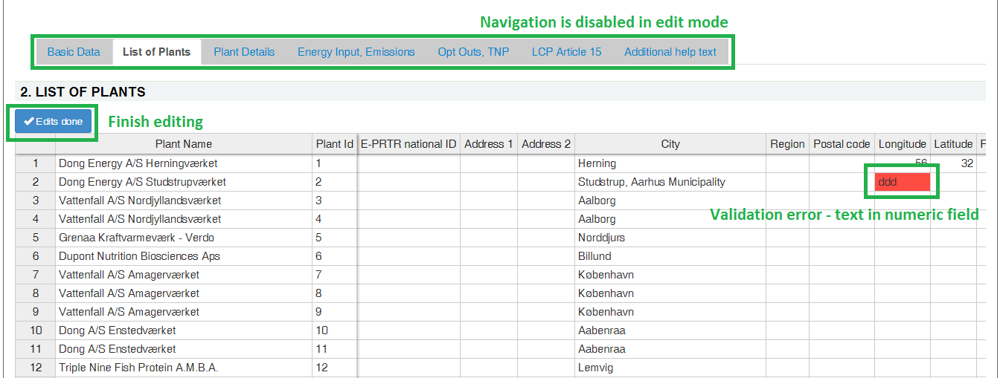 Navigation is disabled in edit mode
Basic Data List of Plants Plant Details Energy Input, Emissions Opt Outs, TNP LCP Article 15 Additional help text
2. LIST OF PLANTS
Edits done Finish editing
Plant Name Plant Id E-PRTR national ID Address 1 Address 2 City Region Postal code Longitude Latitude F
1 Dong Energy A/S Herningværket 1 Herning 56 32
2 Dong Energy A/S Studstrupværket 2 Studstrup, Aarhus Municipality ddd
3 Vattenfall A/S Nordjyllandsværket 3 Aalborg
Validation error - text in numeric field
4 Vattenfall A/S Nordjyllandsværket 4 Aalborg
5 Grenaa Kraftvarmeværk - Verdo 5 Norddjurs
6 Dupont Nutrition Biosciences Aps 6 Billund
7 Vattenfall A/S Amagerværket 7 København
8 Vattenfall A/S Amagerværket 8 København
9 Vattenfall A/S Amagerværket 9 København
10 Dong A/S Enstedværket 10 Aabenraa
11 Dong A/S Enstedværket 11 Aabenraa
12 Triple Nine Fish Protein A.M.B.A. 12 Lemvig